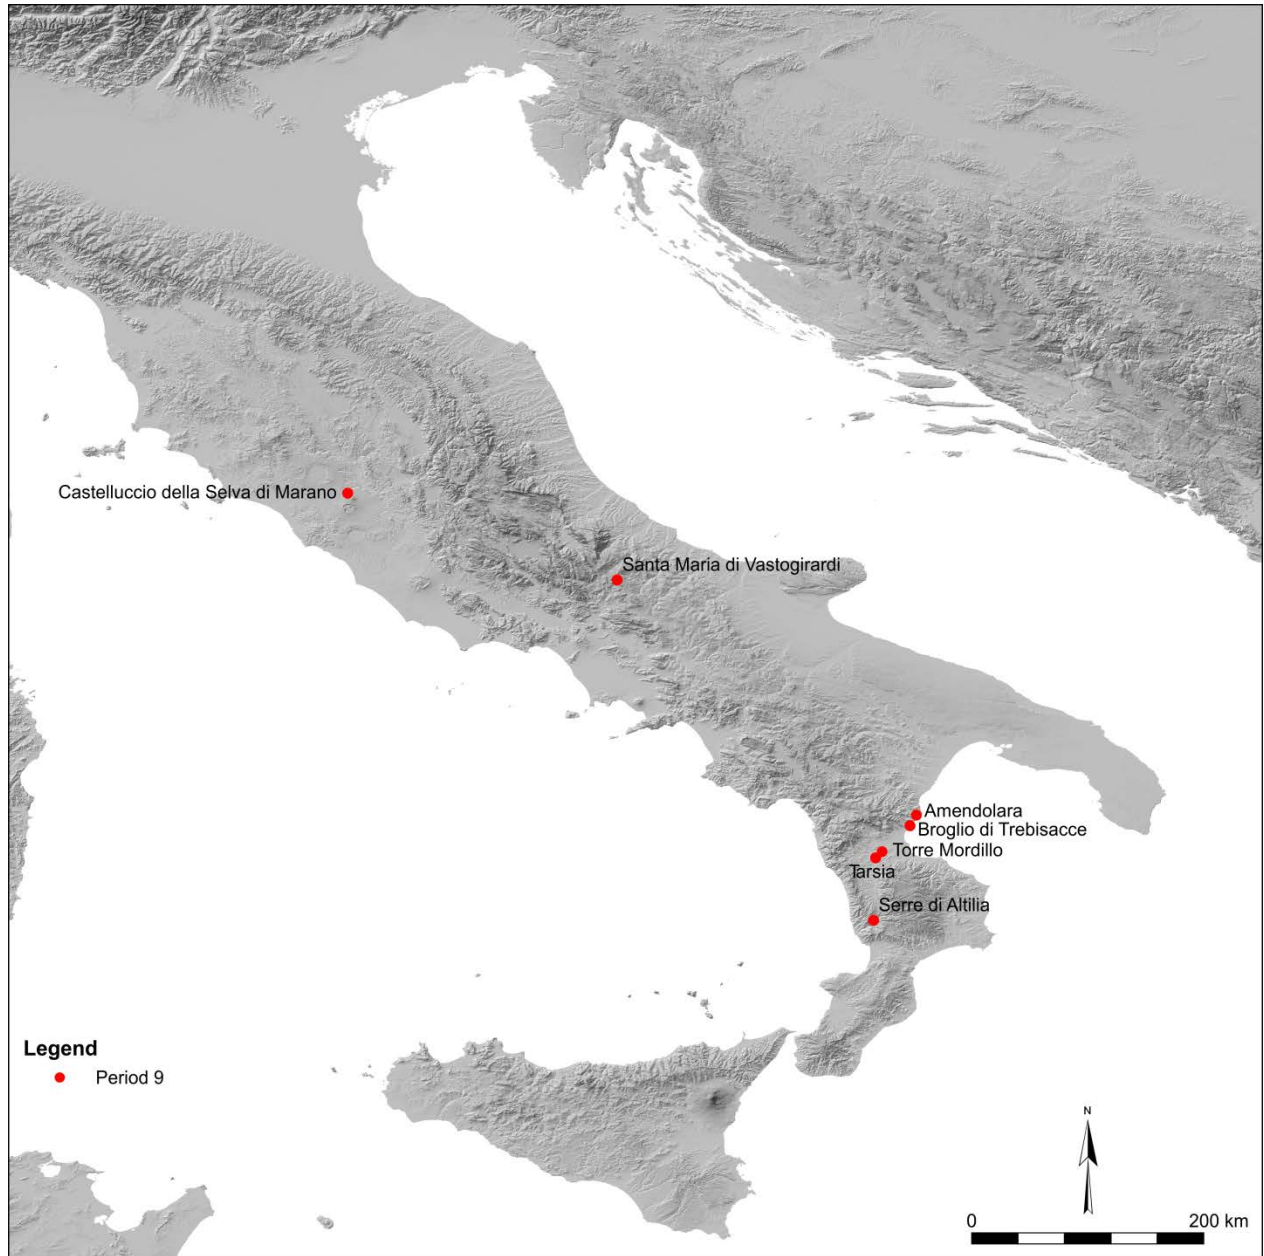 Castelluccio della Selva di Marano
Santa Maria di Vastogirardi
Amendolara
Broglio di Trebisacce
Torre Mordillo
Tarsia
Serre di Altilia
Legend
Period 9
N
0 200 km